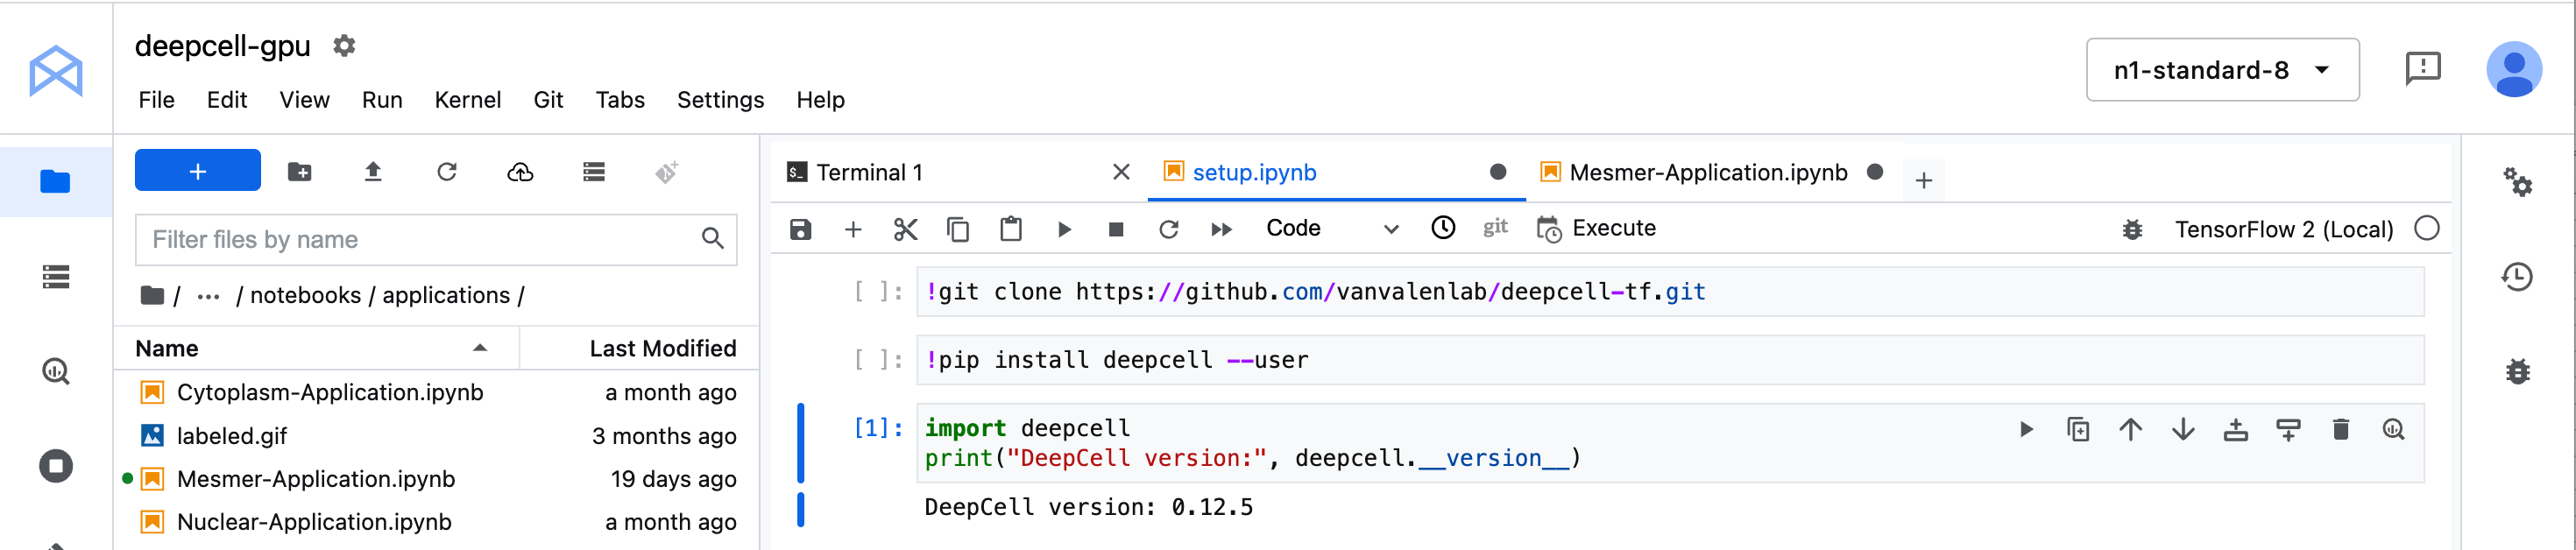 deepcell-gpu
File Edit View Run Kernel Git Tabs Settings Help
n1-standard-8
+
Filter files by name
/ ··· / notebooks / applications /
Name Last Modified
Cytoplasm-Application.ipynb a month ago
labeled.gif 3 months ago
Mesmer-Application.ipynb 19 days ago
Nuclear-Application.ipynb a month ago
Terminal 1 setup.ipynb Mesmer-Application.ipynb
Code git Execute TensorFlow 2 (Local)
[ ]: !git clone https://github.com/vanvalenlab/deepcell-tf.git
[ ]: !pip install deepcell --user
[1]: import deepcell
print("DeepCell version:", deepcell.__version__)
DeepCell version: 0.12.5